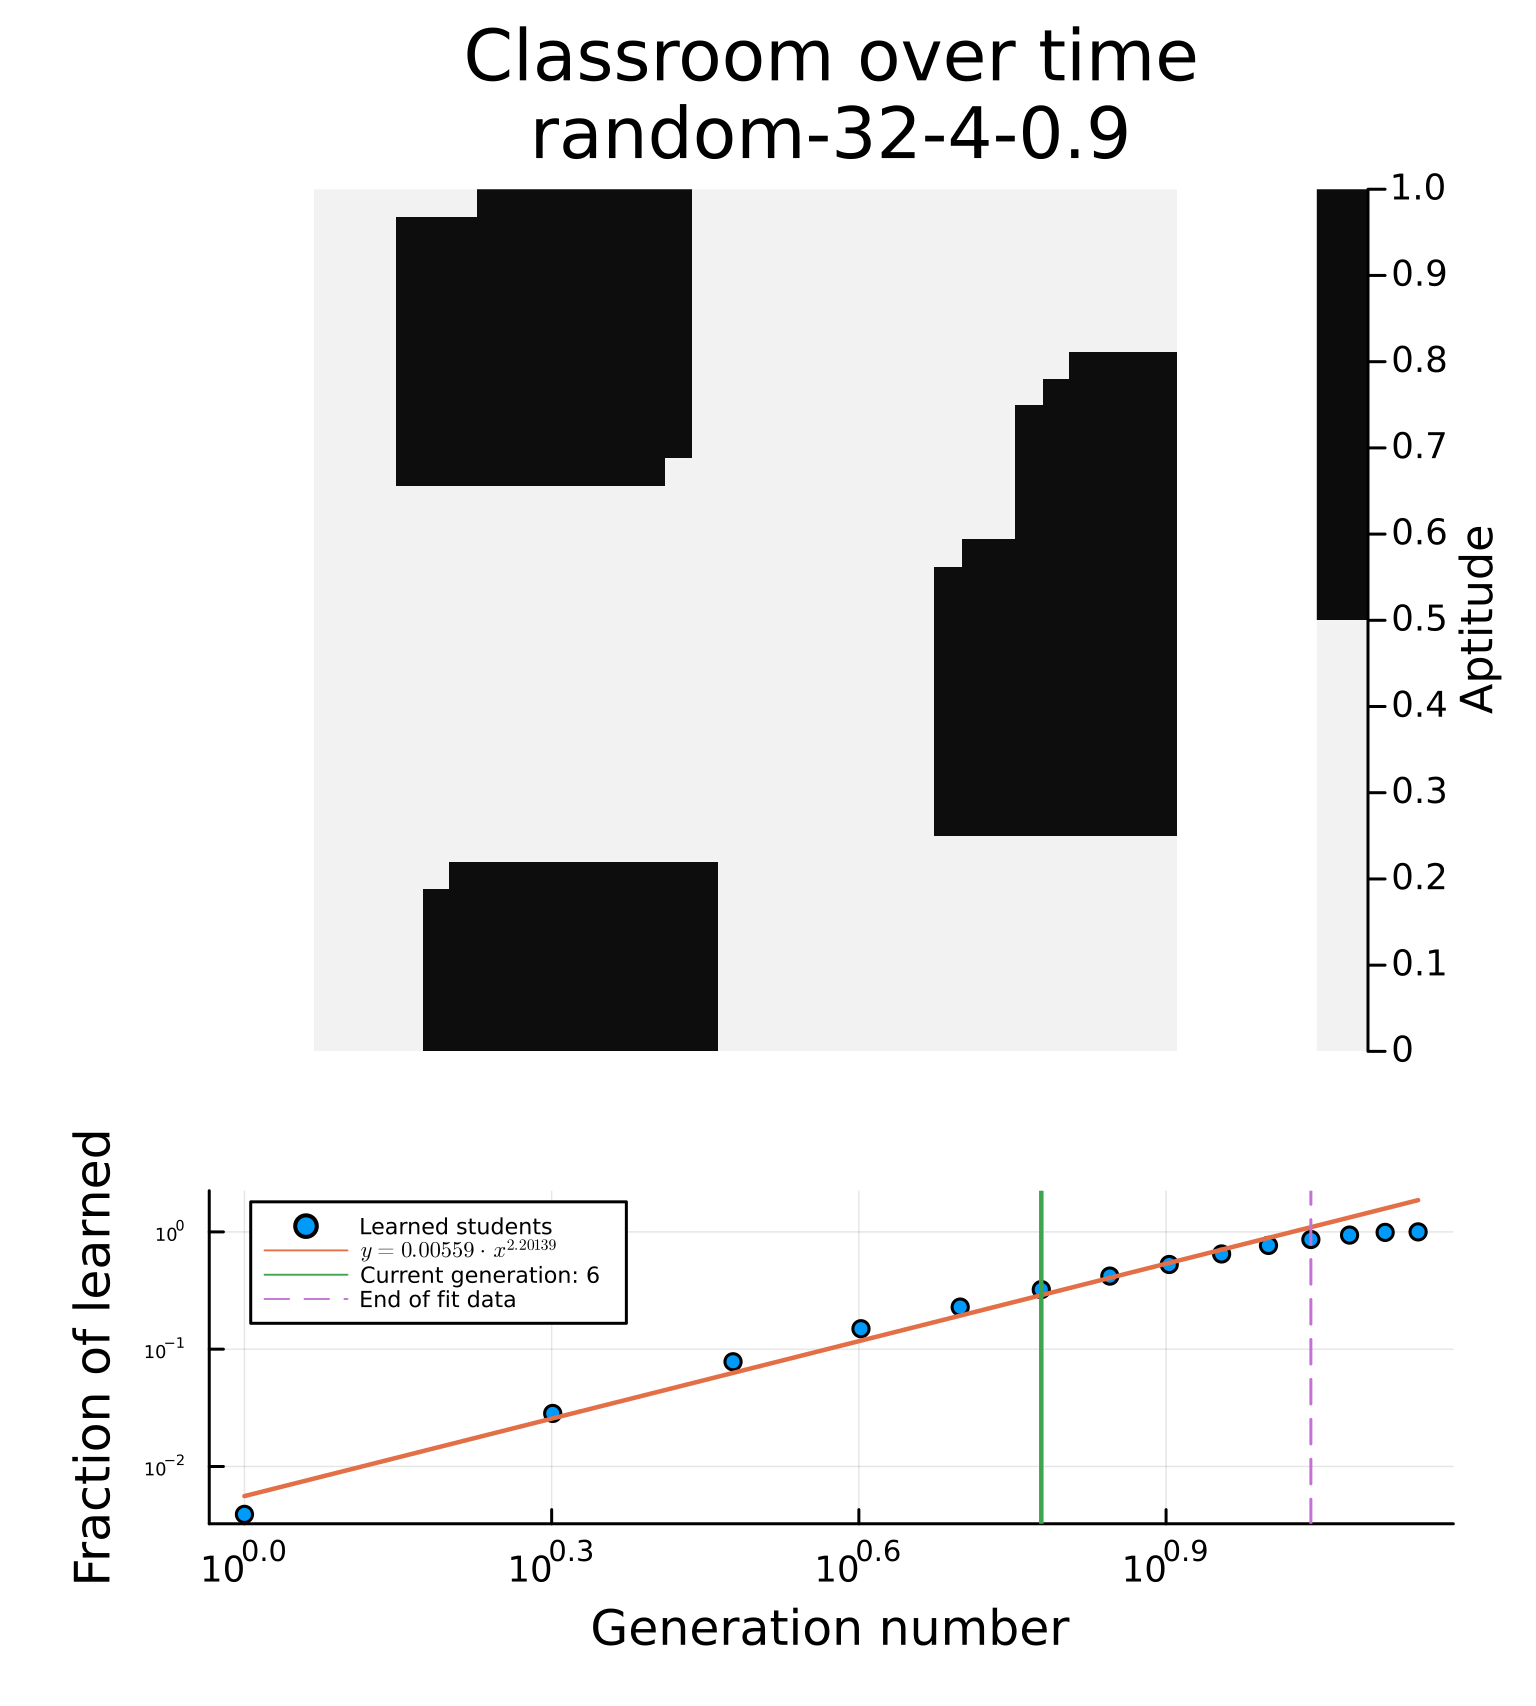 Classroom over time
random-32-4-0.9
1.0
0.9
0.8
0.7
0.6
0.5
0.4
0.3
0.2
0.1
0
Aptitude
Fraction of learned
10⁰
10⁻¹
10⁻²
Learned students
y = 0.00559 · x^2.20139
Current generation: 6
End of fit data
10^0.0 10^0.3 10^0.6 10^0.9
Generation number